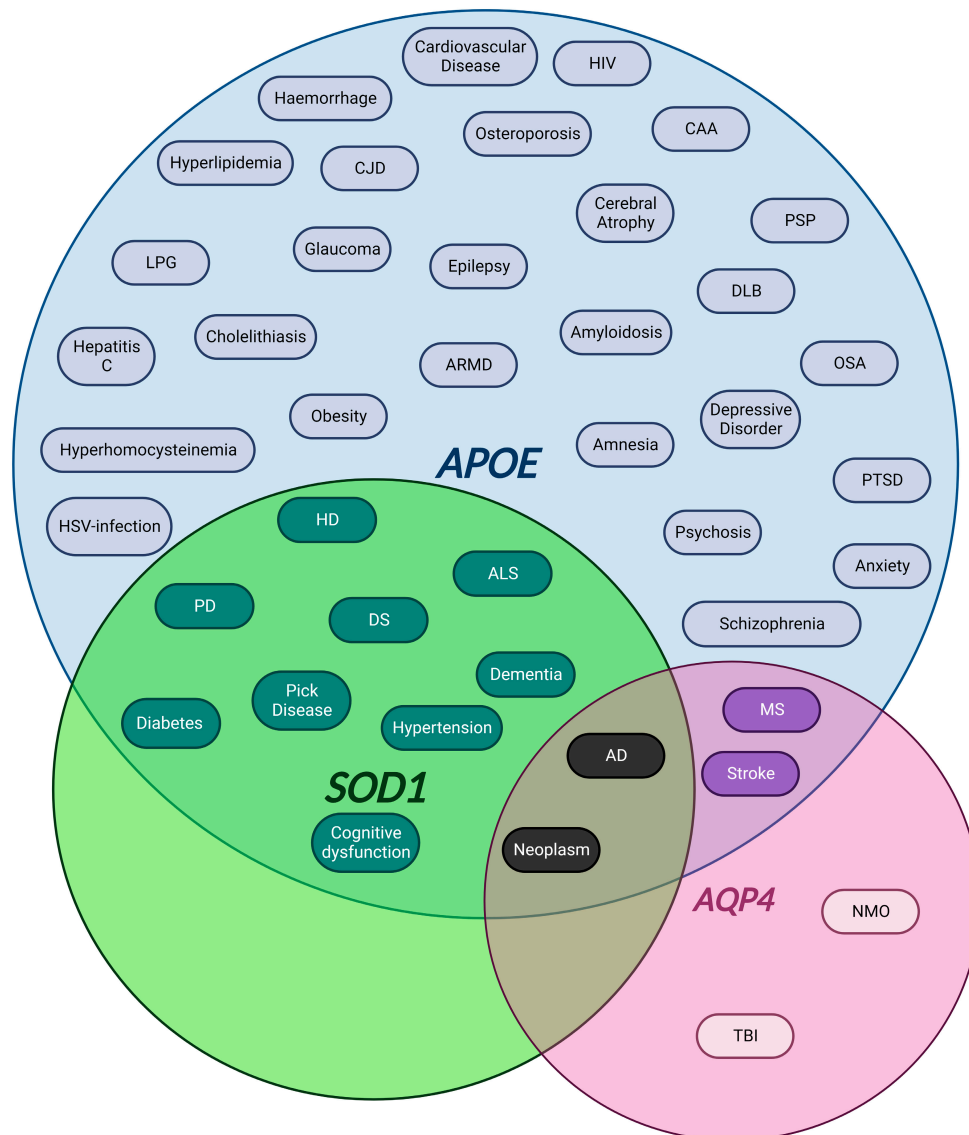 Cardiovascular
Disease
HIV
Haemorrhage
Osteroporosis
CAA
Hyperlipidemia
CJD
Cerebral
Atrophy
PSP
LPG
Glaucoma
Epilepsy
DLB
Hepatitis
C
Cholelithiasis
Amyloidosis
ARMD
OSA
Obesity
Depressive
Disorder
Hyperhomocysteinemia
Amnesia
APOE
PTSD
HSV-infection
HD
Psychosis
ALS
Anxiety
PD
DS
Schizophrenia
Dementia
Pick
Disease
Diabetes
Hypertension
MS
AD
Stroke
SOD1
Cognitive
dysfunction
Neoplasm
AQP4
NMO
TBI